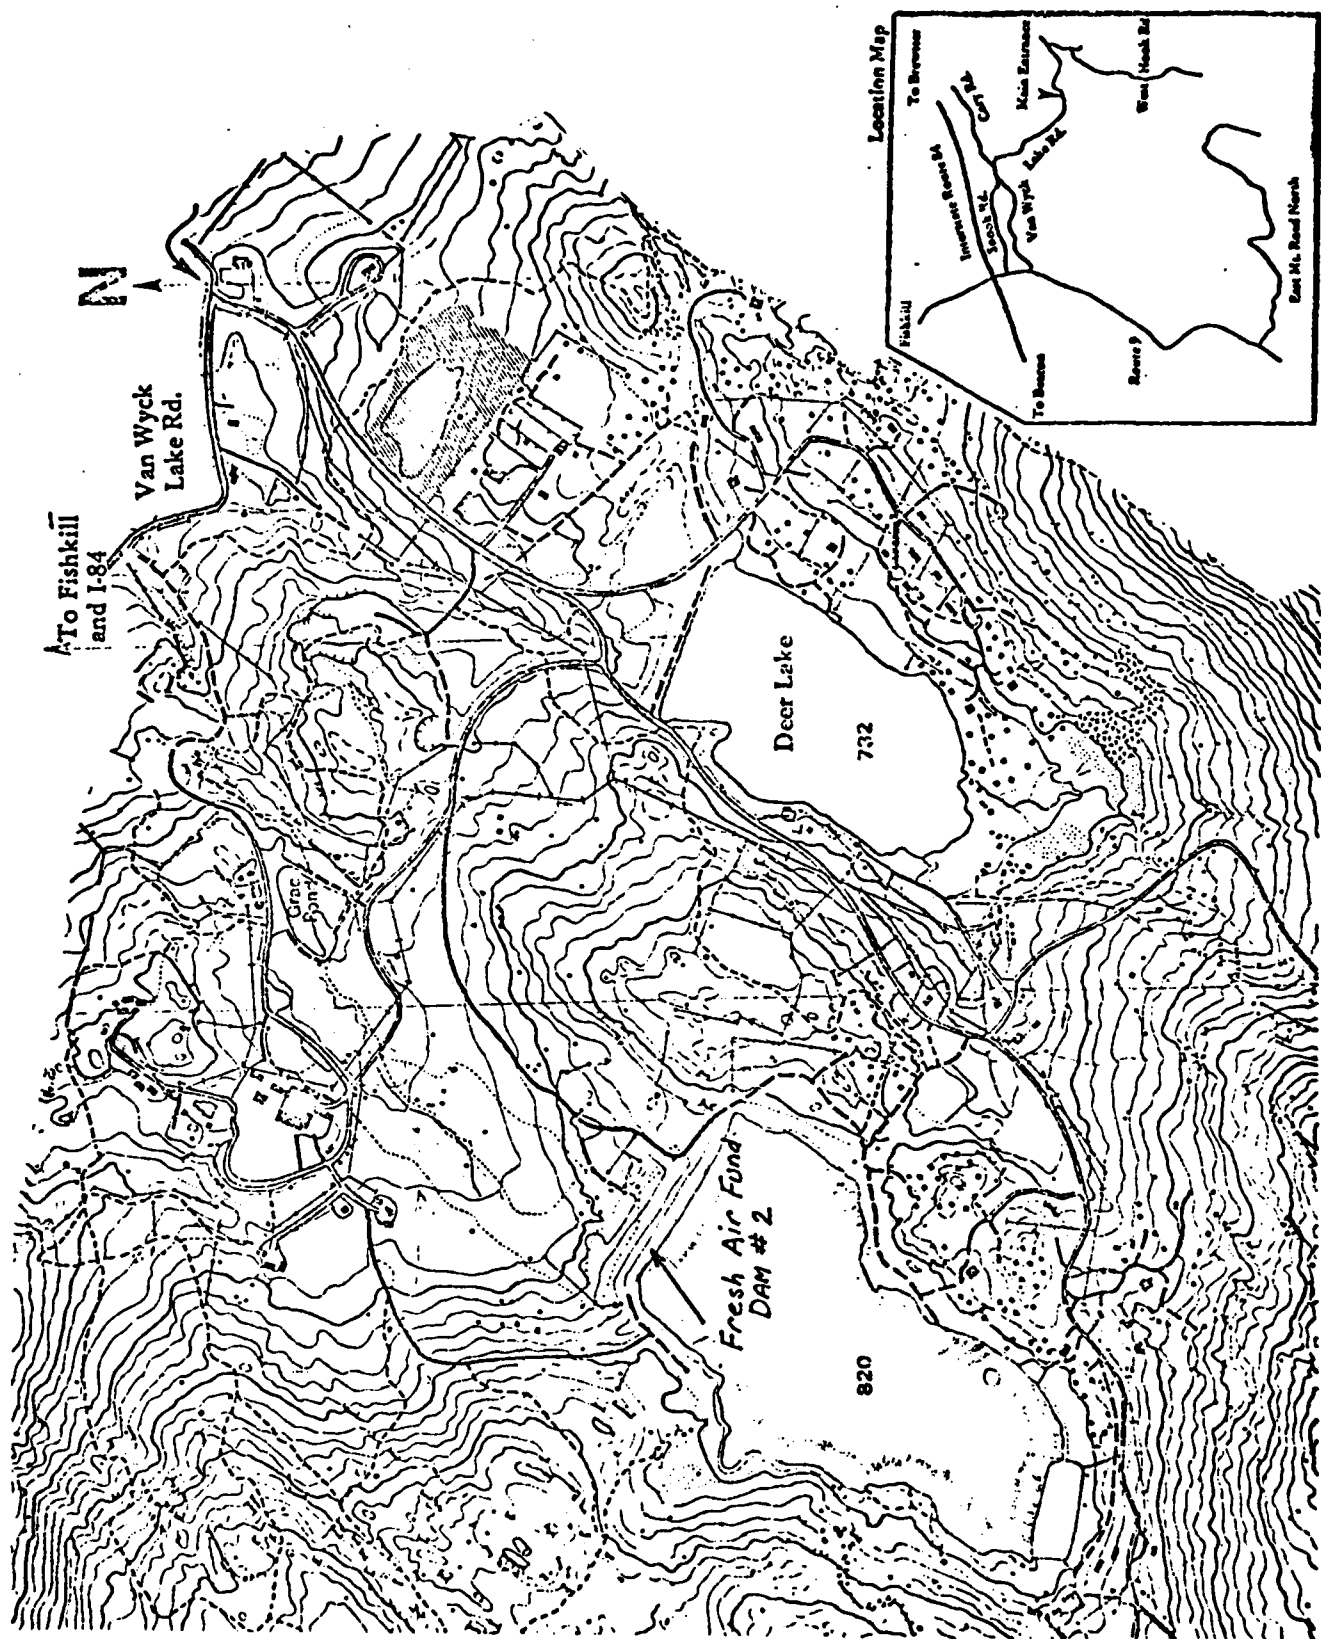 N
To Fishkill
and I-84
Van Wyck
Lake Rd.
Deer Lake
732
Fresh Air Fund
DAM # 2
820
Location Map
To Brewster
Interstate Route 84
Main Entrance
Van Wyck
Lake Rd
Fishkill
To Beacon
Route 9
East Mt. Road North